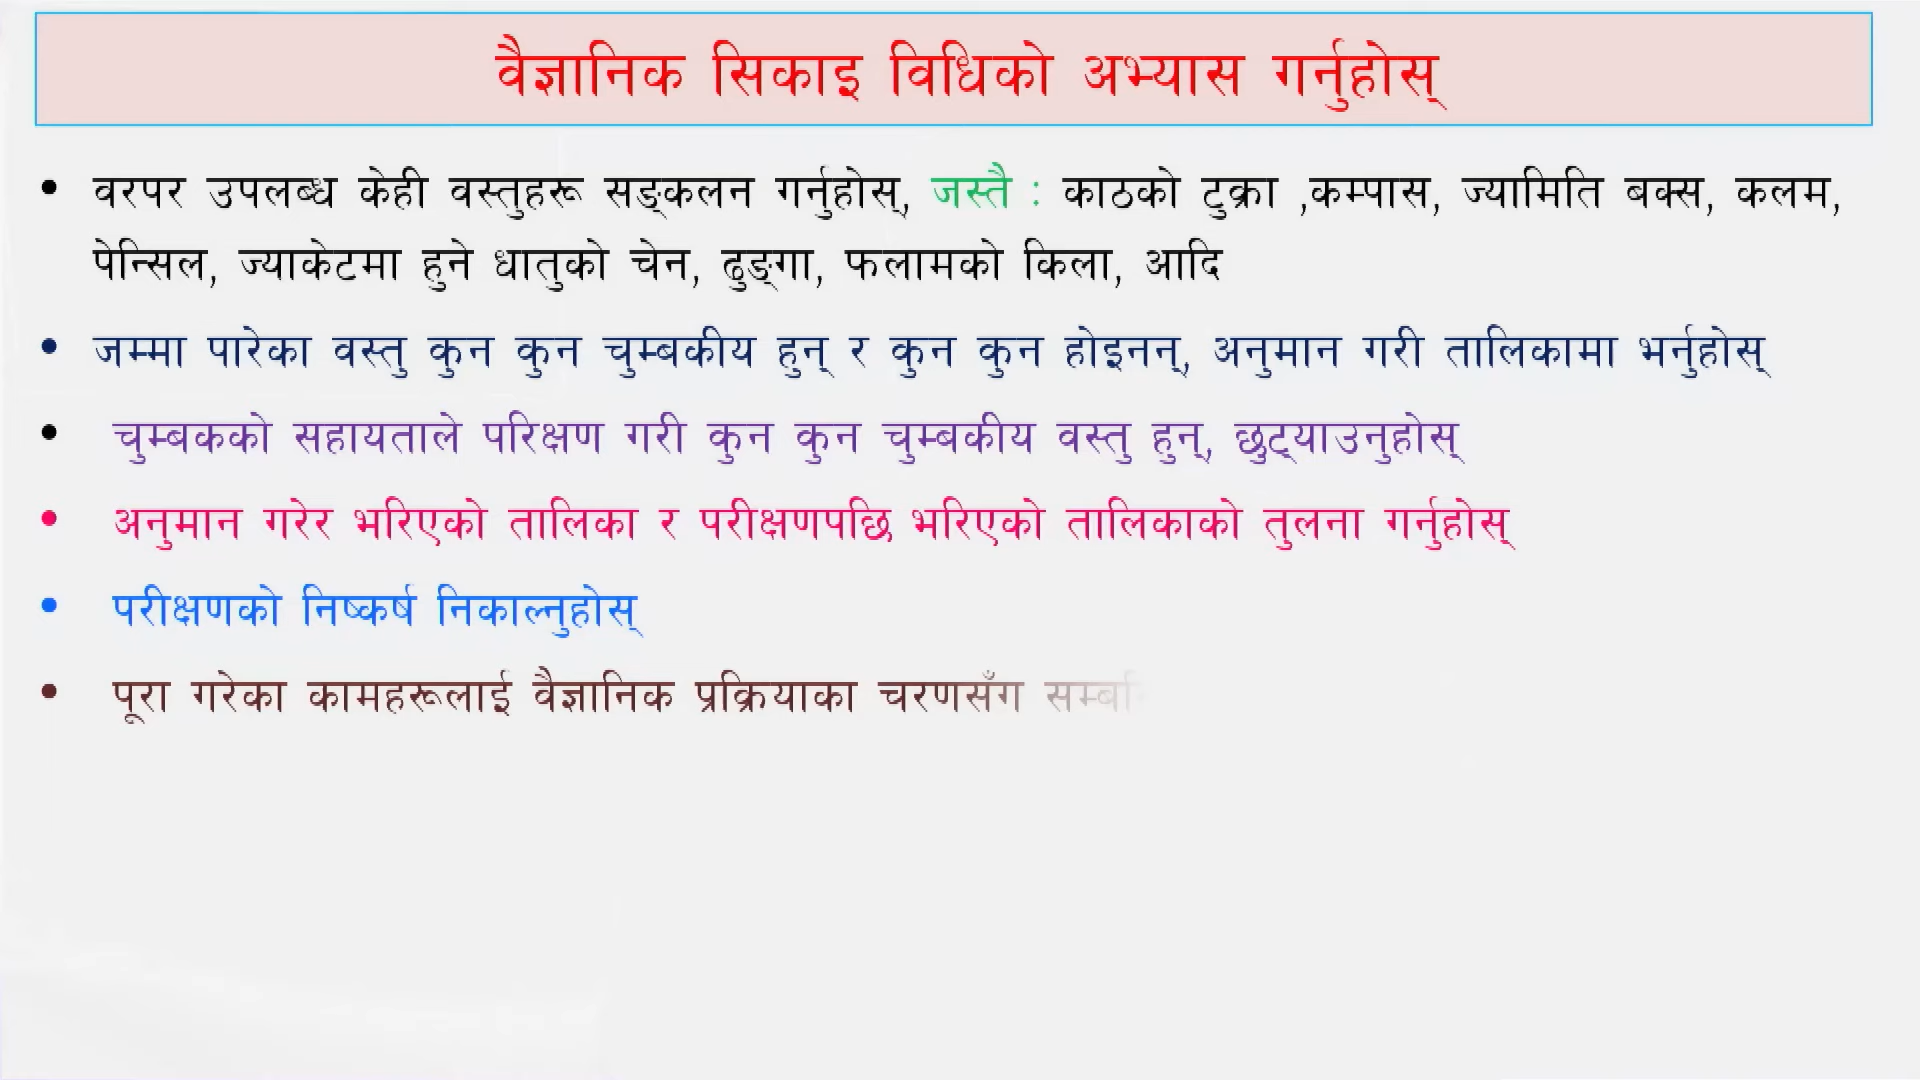 वैज्ञानिक सिकाइ विधिको अभ्यास गर्नुहोस्
• वरपर उपलब्ध केही वस्तुहरू सङ्कलन गर्नुहोस्, जस्तै : काठको टुक्रा ,कम्पास, ज्यामिति बक्स, कलम,
पेन्सिल, ज्याकेटमा हुने धातुको चेन, ढुङ्गा, फलामको किला, आदि
• जम्मा पारेका वस्तु कुन कुन चुम्बकीय हुन् र कुन कुन होइनन्, अनुमान गरी तालिकामा भर्नुहोस्
• चुम्बकको सहायताले परिक्षण गरी कुन कुन चुम्बकीय वस्तु हुन्, छुट्याउनुहोस्
• अनुमान गरेर भरिएको तालिका र परीक्षणपछि भरिएको तालिकाको तुलना गर्नुहोस्
• परीक्षणको निष्कर्ष निकाल्नुहोस्
• पूरा गरेका कामहरूलाई वैज्ञानिक प्रक्रियाका चरणसँग